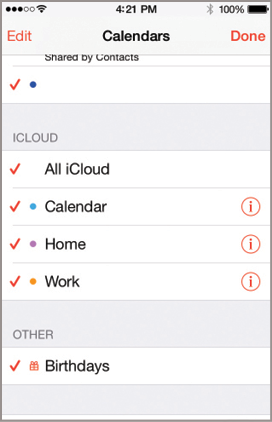 4:21 PM 100%
Edit Calendars Done
Shared by Contacts
ICLOUD
All iCloud
Calendar
Home
Work
OTHER
Birthdays